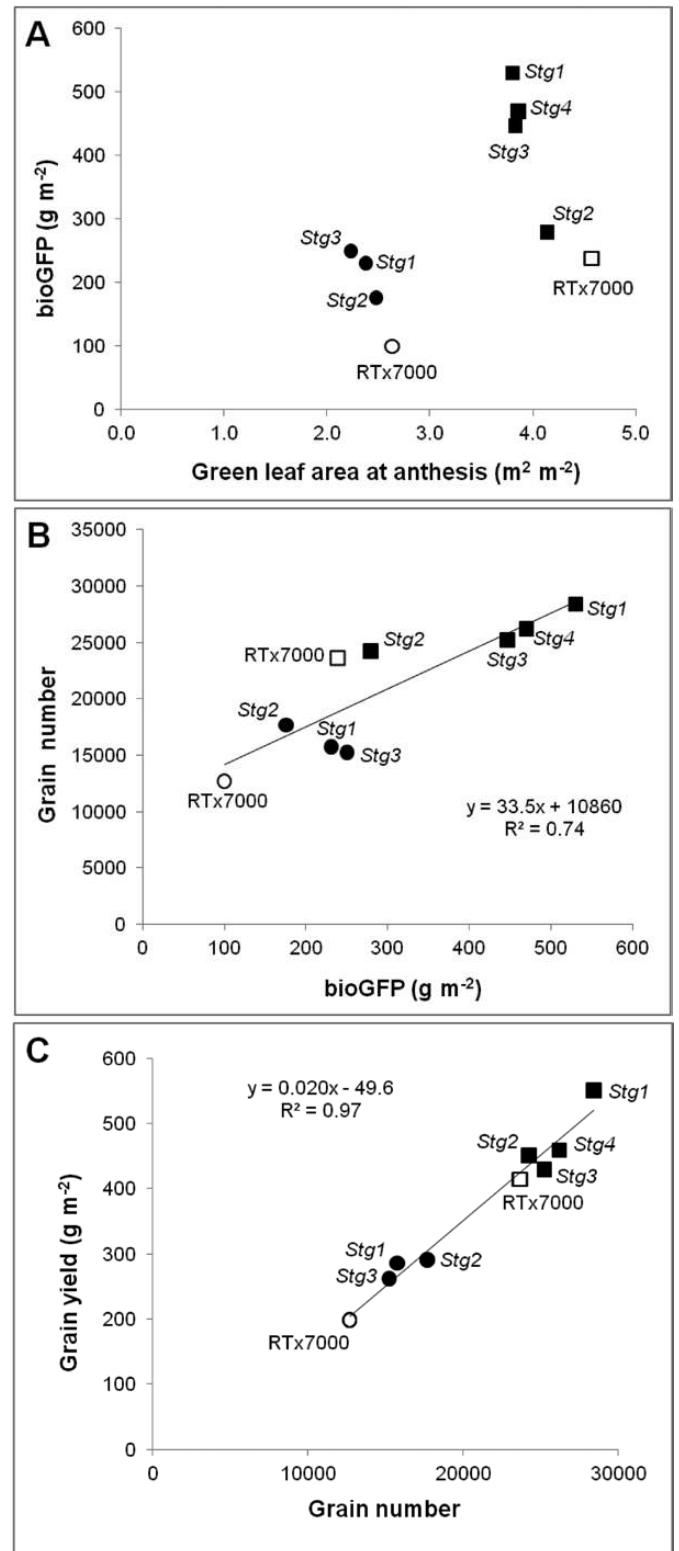 A
600
500
400
300
200
100
0
bioGFP (g m⁻²)
Stg1
Stg4
Stg3
Stg2
RTx7000
Stg3
Stg1
Stg2
RTx7000
0.0 1.0 2.0 3.0 4.0 5.0
Green leaf area at anthesis (m² m⁻²)
B
35000
30000
25000
20000
15000
10000
5000
0
Grain number
Stg1
Stg4
Stg3
Stg2
RTx7000
Stg2
Stg1
Stg3
RTx7000
y = 33.5x + 10860
R² = 0.74
0 100 200 300 400 500 600
bioGFP (g m⁻²)
C
600
500
400
300
200
100
0
Grain yield (g m⁻²)
y = 0.020x - 49.6
R² = 0.97
Stg1
Stg2
Stg4
Stg3
RTx7000
Stg1
Stg2
Stg3
RTx7000
0 10000 20000 30000
Grain number